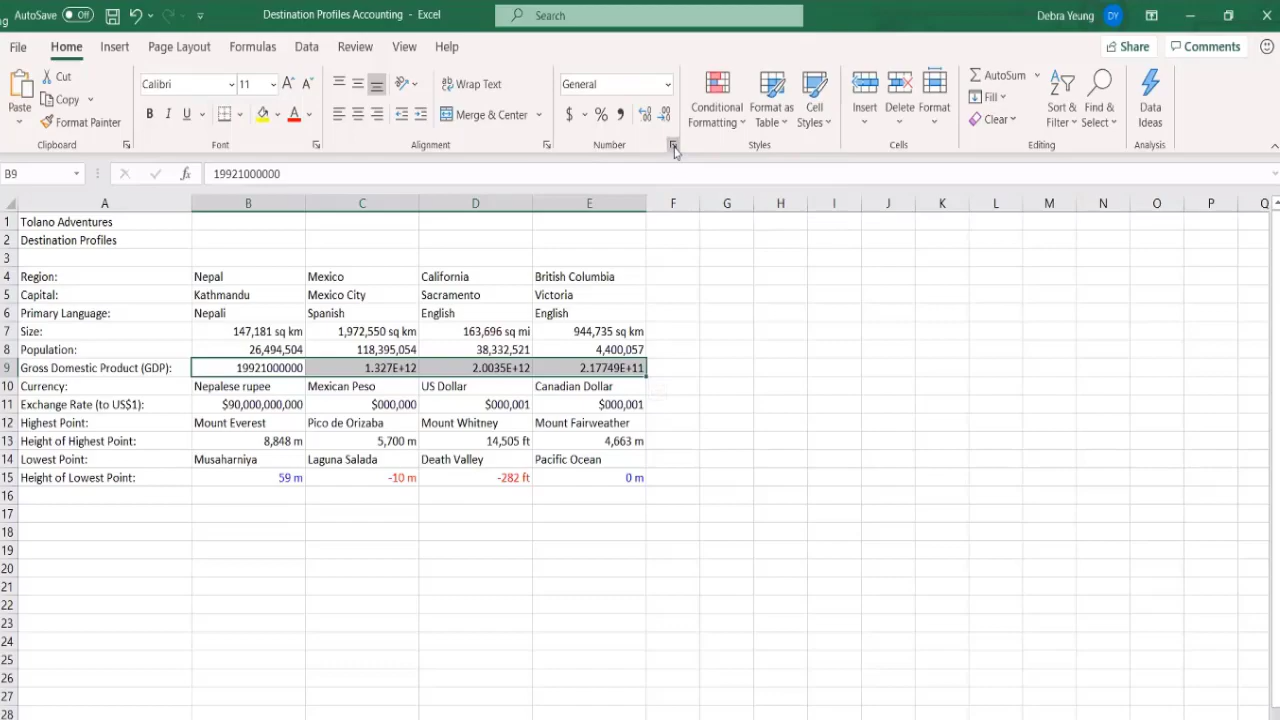 ng AutoSave Off Destination Profiles Accounting - Excel Search Debra Yeung DY
File Home Insert Page Layout Formulas Data Review View Help Share Comments
Paste Cut Copy Format Painter Clipboard
Calibri 11 A A B I U A Font
Wrap Text Merge & Center Alignment
General $ % , Number
Conditional Formatting Format as Table Cell Styles Styles
Insert Delete Format Cells
AutoSum Fill Clear Sort & Filter Find & Select Editing
Data Ideas Analysis
B9 fx 19921000000
A B C D E F G H I J K L M N O P Q
1 Tolano Adventures
2 Destination Profiles
3
4 Region: Nepal Mexico California British Columbia
5 Capital: Kathmandu Mexico City Sacramento Victoria
6 Primary Language: Nepali Spanish English English
7 Size: 147,181 sq km 1,972,550 sq km 163,696 sq mi 944,735 sq km
8 Population: 26,494,504 118,395,054 38,332,521 4,400,057
9 Gross Domestic Product (GDP): 19921000000 1.327E+12 2.0035E+12 2.17749E+11
10 Currency: Nepalese rupee Mexican Peso US Dollar Canadian Dollar
11 Exchange Rate (to US$1): $90,000,000,000 $000,000 $000,001 $000,001
12 Highest Point: Mount Everest Pico de Orizaba Mount Whitney Mount Fairweather
13 Height of Highest Point: 8,848 m 5,700 m 14,505 ft 4,663 m
14 Lowest Point: Musaharniya Laguna Salada Death Valley Pacific Ocean
15 Height of Lowest Point: 59 m -10 m -282 ft 0 m
16
17
18
19
20
21
22
23
24
25
26
27
28